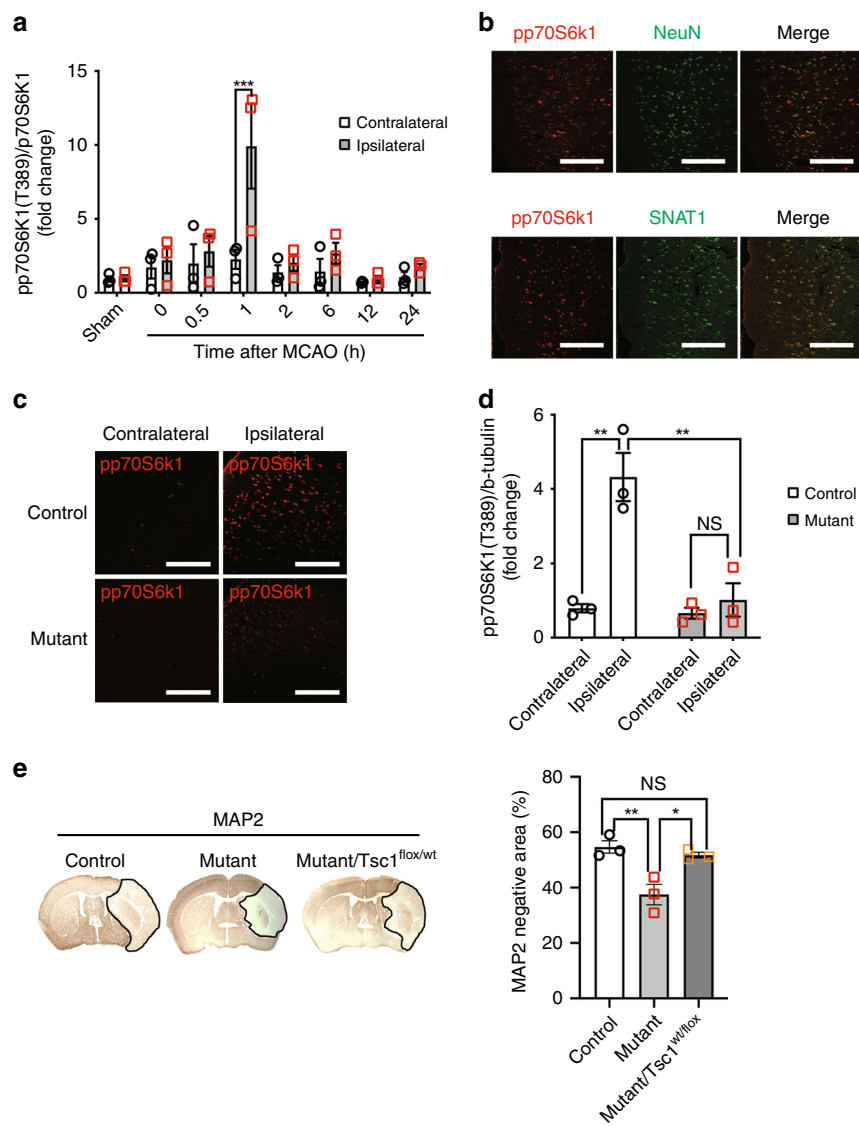 a
pp70S6K1(T389)/p70S6K1
(fold change)
15
10
5
0
***
Contralateral
Ipsilateral
Sham
0
0.5
1
2
6
12
24
Time after MCAO (h)
b
pp70S6k1
NeuN
Merge
pp70S6k1
SNAT1
Merge
c
Contralateral
Ipsilateral
Control
pp70S6k1
pp70S6k1
Mutant
pp70S6k1
pp70S6k1
d
pp70S6K1(T389)/b-tubulin
(fold change)
6
4
2
0
**
**
NS
Control
Mutant
Contralateral
Ipsilateral
Contralateral
Ipsilateral
e
MAP2
Control
Mutant
Mutant/Tsc1flox/wt
MAP2 negative area (%)
80
60
40
20
0
NS
**
*
Control
Mutant
Mutant/Tsc1wt/flox